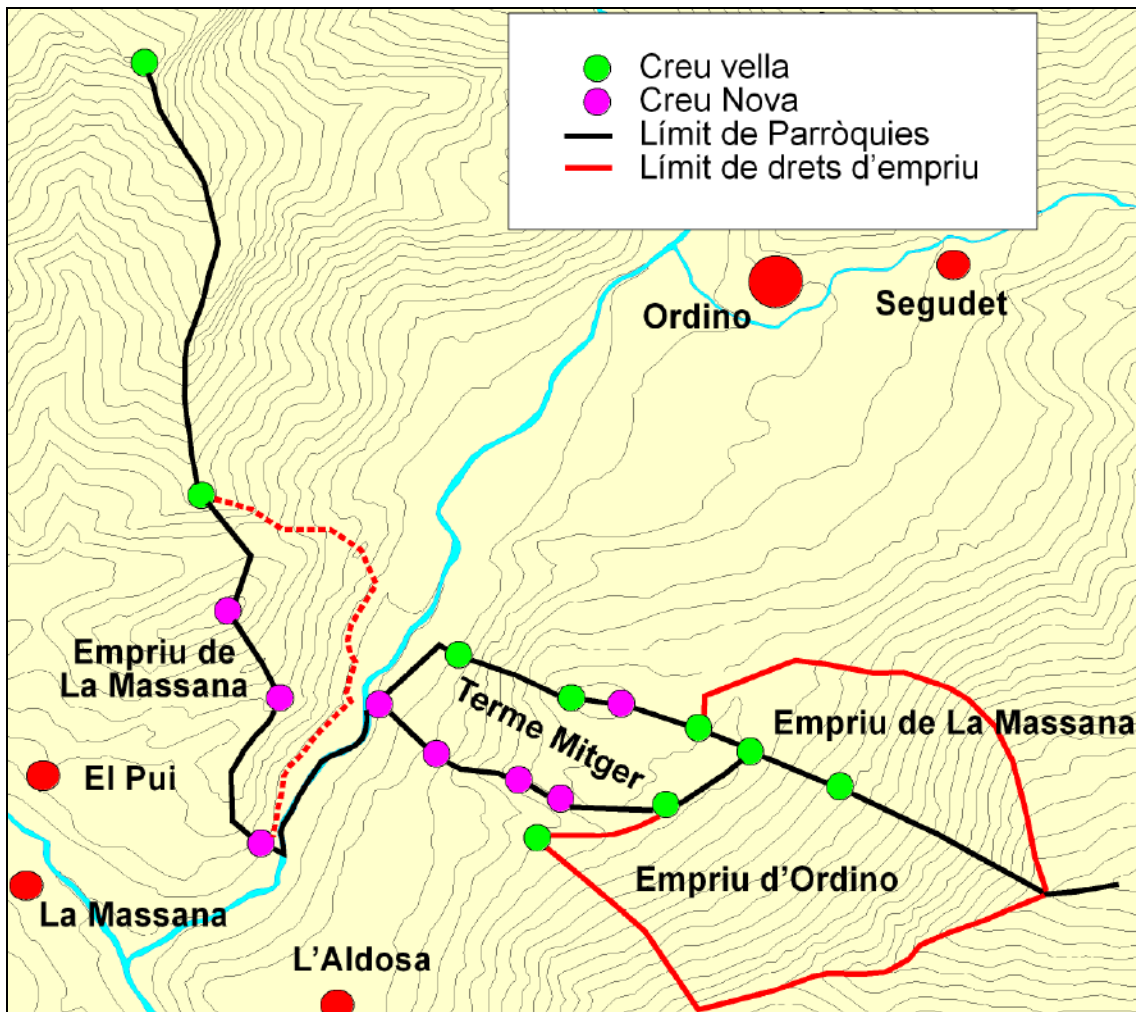 Creu vella
Creu Nova
Límit de Parròquies
Límit de drets d'empriu
Ordino
Segudet
Empriu de
La Massana
Terme Mitger
Empriu de La Massana
El Pui
Empriu d'Ordino
La Massana
L'Aldosa